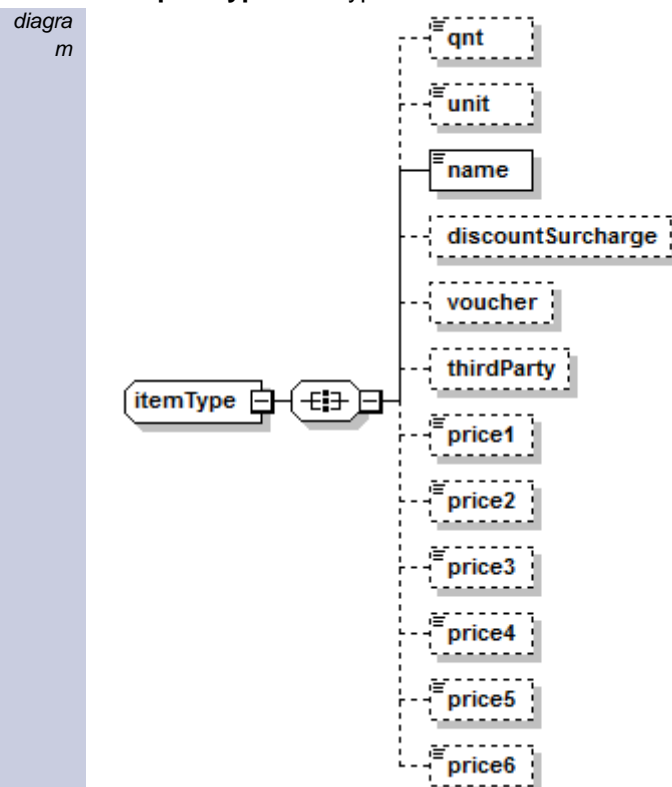 diagra
m
qnt
unit
name
discountSurcharge
voucher
thirdParty
itemType
price1
price2
price3
price4
price5
price6